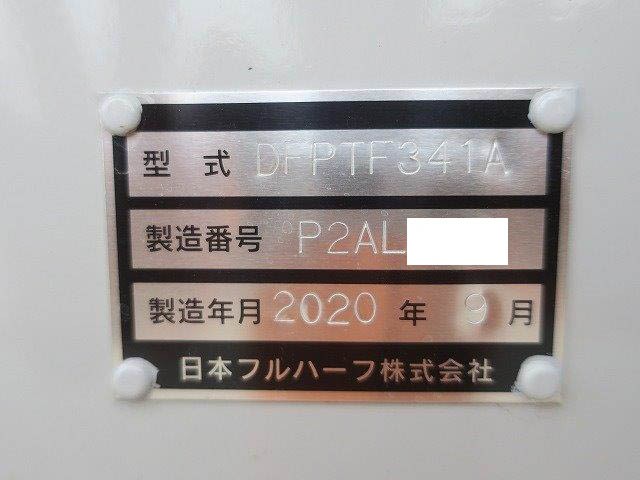 型 式 DFPTF341A
製造番号 P2AL
製造年月 2020 年 9 月
日本フルハーフ株式会社